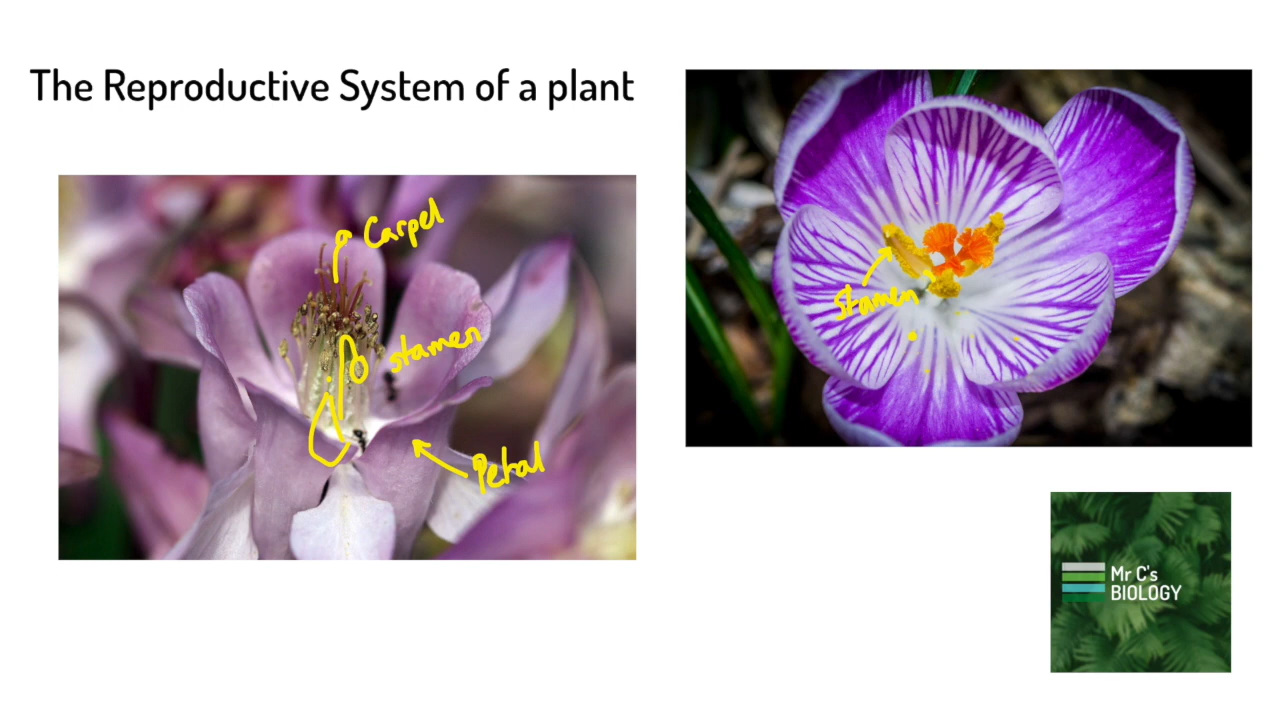 The Reproductive System of a plant
Carpel
stamen
Petal
Stamen
Mr C's
BIOLOGY